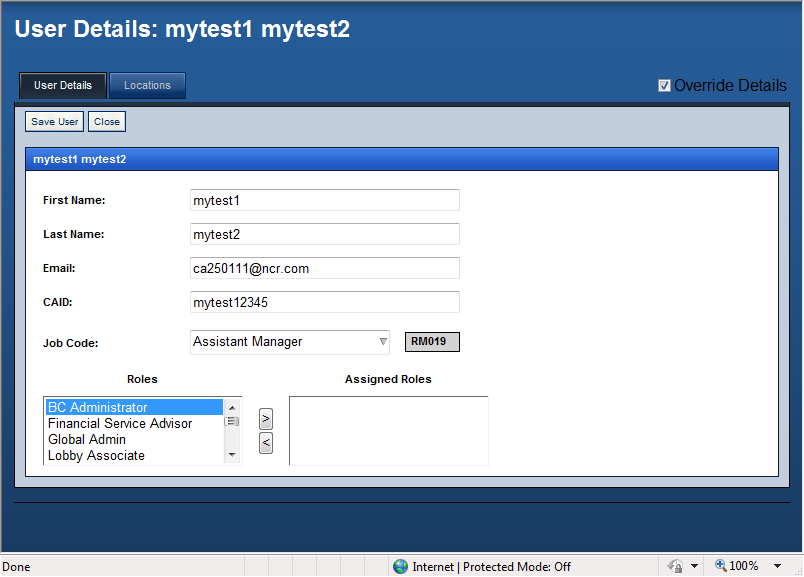 User Details: mytest1 mytest2
User Details
Locations
Override Details
Save User
Close
mytest1 mytest2
First Name: mytest1
Last Name: mytest2
Email: ca250111@ncr.com
CAID: mytest12345
Job Code: Assistant Manager RM019
Roles
Assigned Roles
BC Administrator
Financial Service Advisor
Global Admin
Lobby Associate
>
<
Done
Internet | Protected Mode: Off
100%